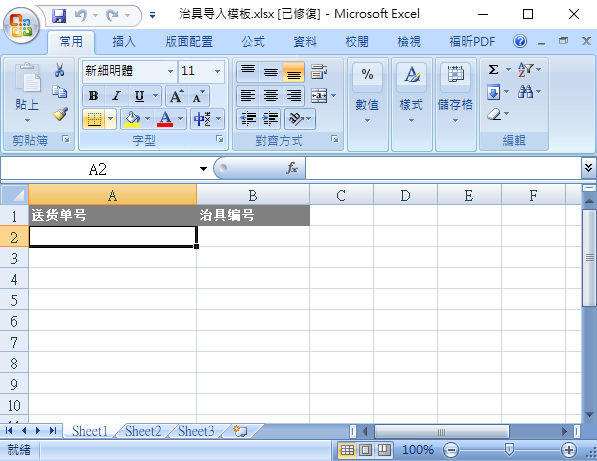 治具导入模板.xlsx [已修復] - Microsoft Excel
常用 插入 版面配置 公式 資料 校閱 檢視 福昕PDF
貼上
剪貼簿
新細明體 11
B I U A A
A 中
字型
對齊方式
%
數值
A
樣式
儲存格
Σ
編輯
A2
fx
A B C D E F
1 送货单号 治具编号
2
3
4
5
6
7
8
9
10
Sheet1 Sheet2 Sheet3
就緒 100%